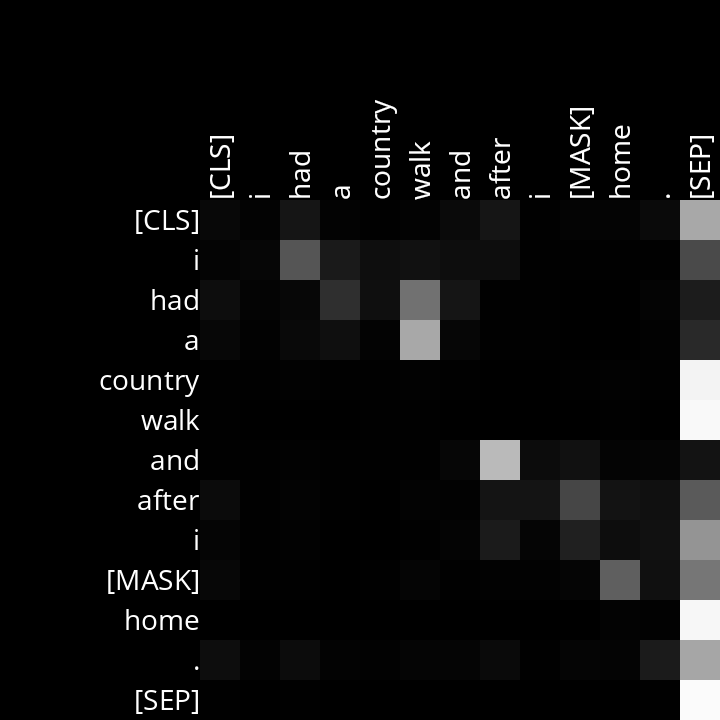 [CLS] i had a country walk and after i [MASK] home . [SEP]
[CLS]
i
had
a
country
walk
and
after
i
[MASK]
home
.
[SEP]